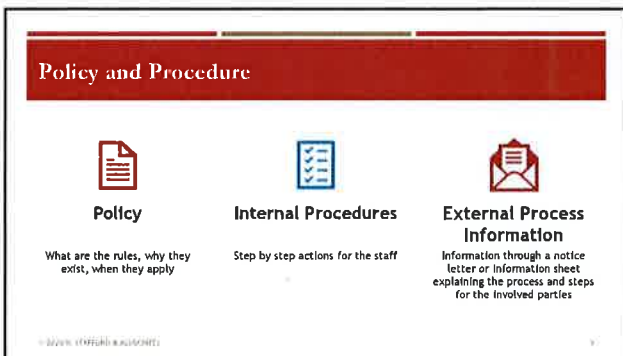 Policy and Procedure
Policy
What are the rules, why they
exist, when they apply
Internal Procedures
Step by step actions for the staff
External Process
Information
Information through a notice
letter or information sheet
explaining the process and steps
for the involved parties